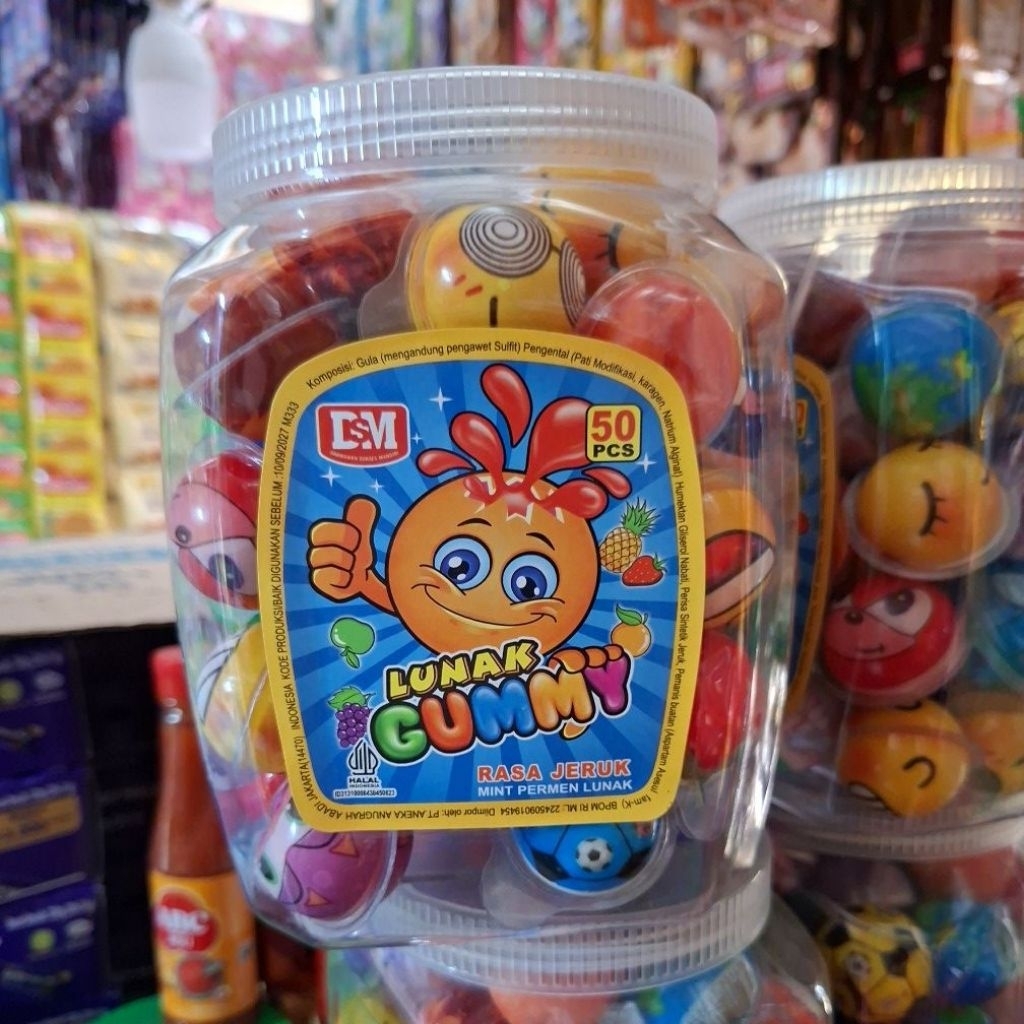 Komposisi: Gula (mengandung pengawet Sulfit) Pengental (Pati Modifikasi, karagen, Natrium Alginat) Humektan Gliserol Nabati, Perisa Sintetik Jeruk, Pemanis buatan (Aspartam Asesulfam-K) BPOM RI ML: 224509019454 Diimpor oleh: PT. ANEKA ANUGRAH ABADI JAKARTA(14470) INDONESIA KODE PRODUKSI/BAIK DIGUNAKAN SEBELUM :10/09/2027 M333
DSM
50
PCS
LUNAK
GUMMY
HALAL
INDONESIA
RASA JERUK
MINT PERMEN LUNAK
ABC